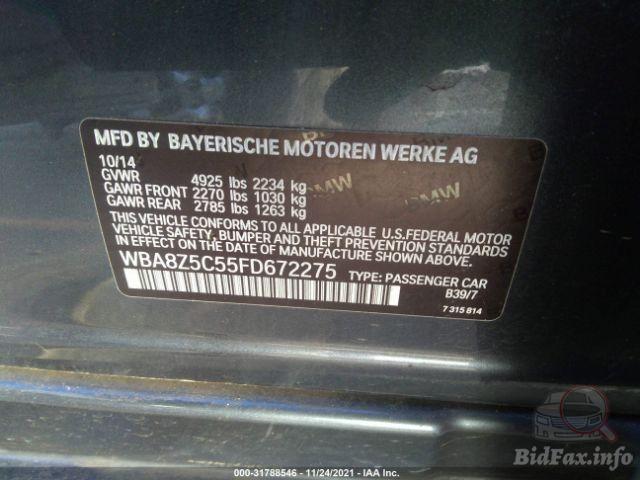 MFD BY BAYERISCHE MOTOREN WERKE AG
10/14
GVWR 4925 lbs 2234 kg
GAWR FRONT 2270 lbs 1030 kg
GAWR REAR 2785 lbs 1263 kg
THIS VEHICLE CONFORMS TO ALL APPLICABLE U.S.FEDERAL MOTOR
VEHICLE SAFETY, BUMPER AND THEFT PREVENTION STANDARDS
IN EFFECT ON THE DATE OF MANUFACTURE SHOWN ABOVE.
WBA8Z5C55FD672275 TYPE: PASSENGER CAR
B39/7
7 315 814
BMW
BMW
000-31788546 - 11/24/2021 - IAA Inc.
BidFax.info